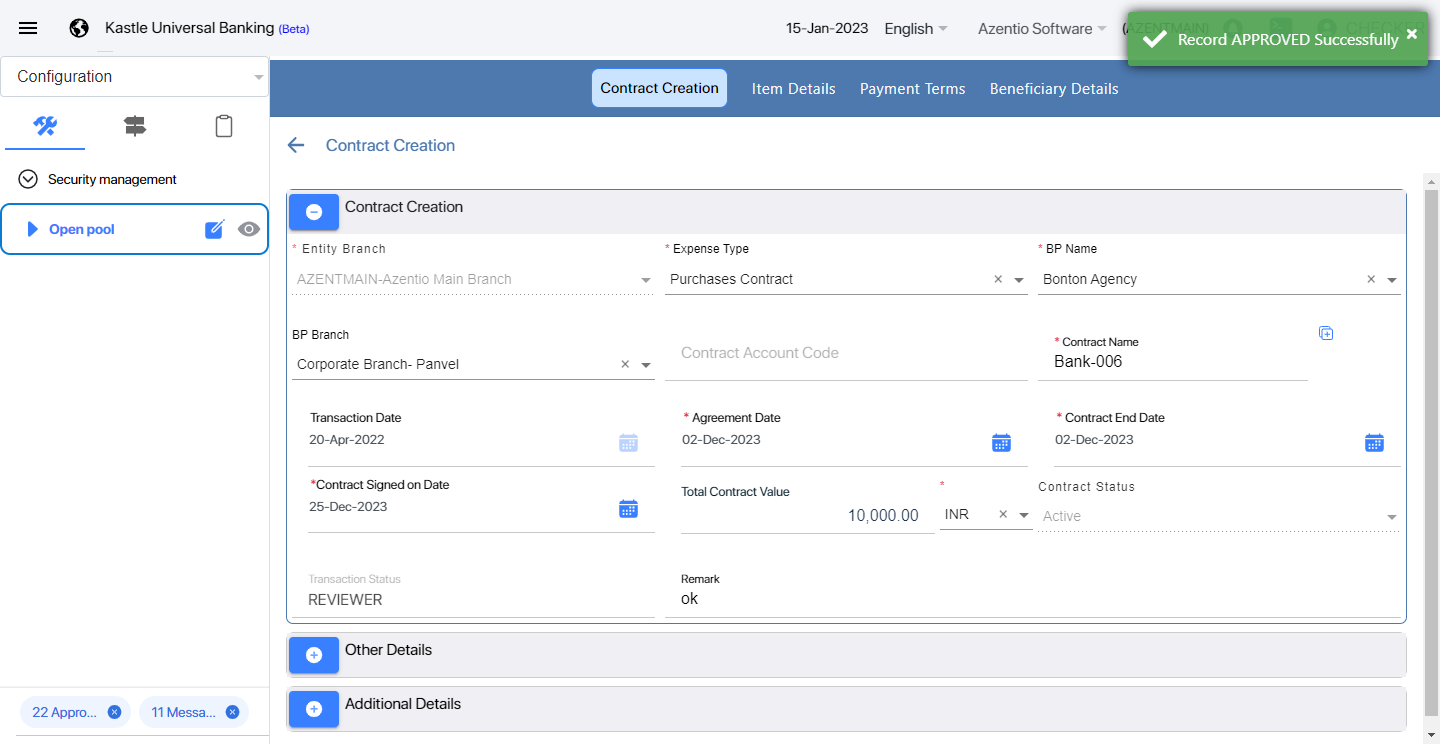 Kastle Universal Banking (Beta)
15-Jan-2023 English Azentio Software (AZENTMAIN) CHECKER
Record APPROVED Successfully
Configuration
Contract Creation Item Details Payment Terms Beneficiary Details
Contract Creation
Security management
Open pool
Contract Creation
* Entity Branch * Expense Type * BP Name
AZENTMAIN-Azentio Main Branch Purchases Contract Bonton Agency
BP Branch
Corporate Branch- Panvel
Contract Account Code
* Contract Name
Bank-006
Transaction Date * Agreement Date * Contract End Date
20-Apr-2022 02-Dec-2023 02-Dec-2023
*Contract Signed on Date
25-Dec-2023
Total Contract Value *
10,000.00 INR
Contract Status
Active
Transaction Status
REVIEWER
Remark
ok
Other Details
Additional Details
22 Appro... 11 Messa...